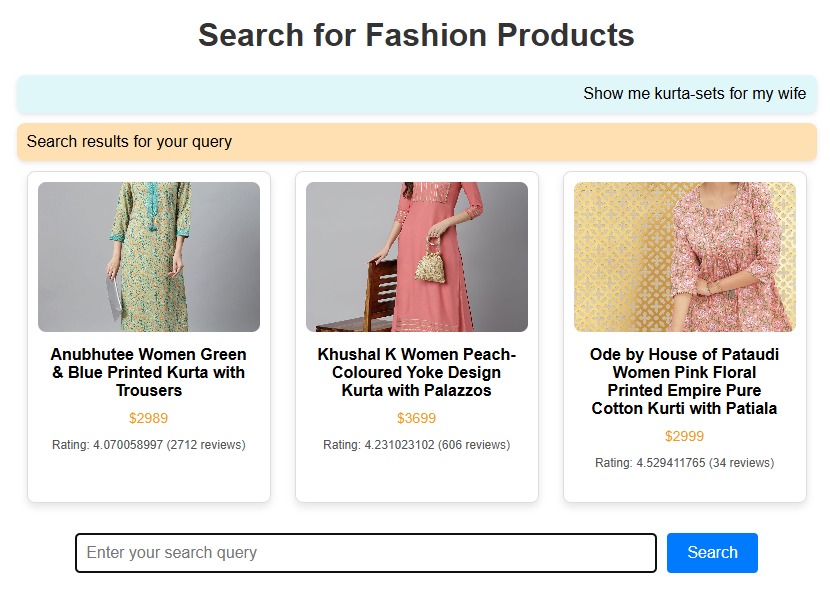 Search for Fashion Products
Show me kurta-sets for my wife
Search results for your query
Anubhutee Women Green
& Blue Printed Kurta with
Trousers
$2989
Rating: 4.070058997 (2712 reviews)
Khushal K Women Peach-
Coloured Yoke Design
Kurta with Palazzos
$3699
Rating: 4.231023102 (606 reviews)
Ode by House of Pataudi
Women Pink Floral
Printed Empire Pure
Cotton Kurti with Patiala
$2999
Rating: 4.529411765 (34 reviews)
Enter your search query
Search